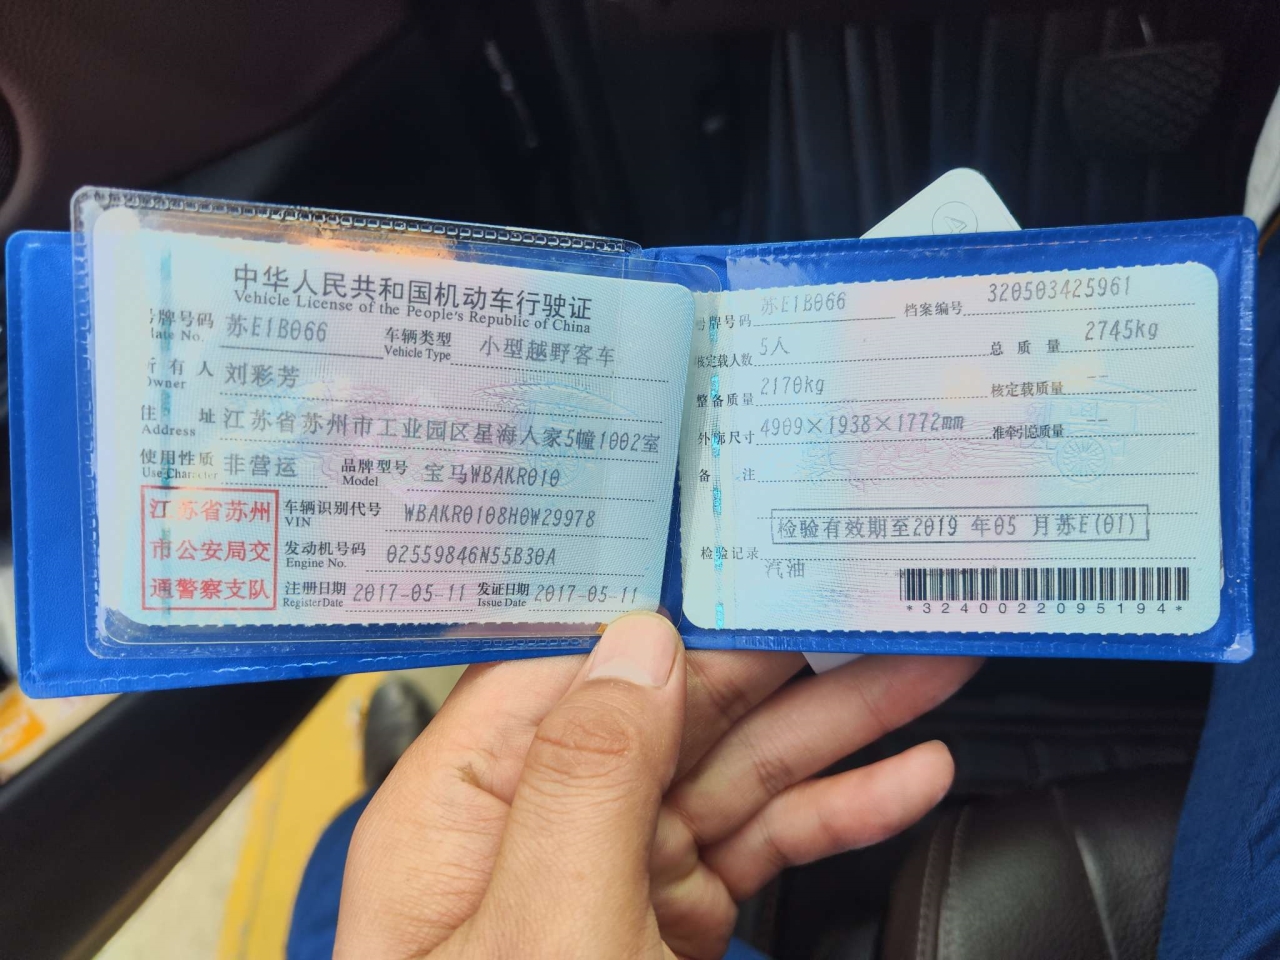 中华人民共和国机动车行驶证
Vehicle License of the People's Republic of China
号牌号码 苏E1B066 车辆类型 小型越野客车
Plate No. Vehicle Type
所有人 刘彩芳
Owner
住 址 江苏省苏州市工业园区星海人家5幢1002室
Address
使用性质 非营运 品牌型号 宝马WBAKR010
Use Character Model
江苏省苏州
市公安局交
通警察支队
车辆识别代号 WBAKR0108H0W29978
VIN
发动机号码 02559846N55B30A
Engine No.
注册日期 2017-05-11 发证日期 2017-05-11
Register Date Issue Date
号牌号码 苏E1B066 档案编号 320503425961
核定载人数 5人 总质量 2745kg
整备质量 2170kg 核定载质量 --
外廓尺寸 4909×1938×1772mm 准牵引总质量 --
备 注
检验有效期至2019 年05 月苏E(01)
检验记录
汽油
*3240022095194*